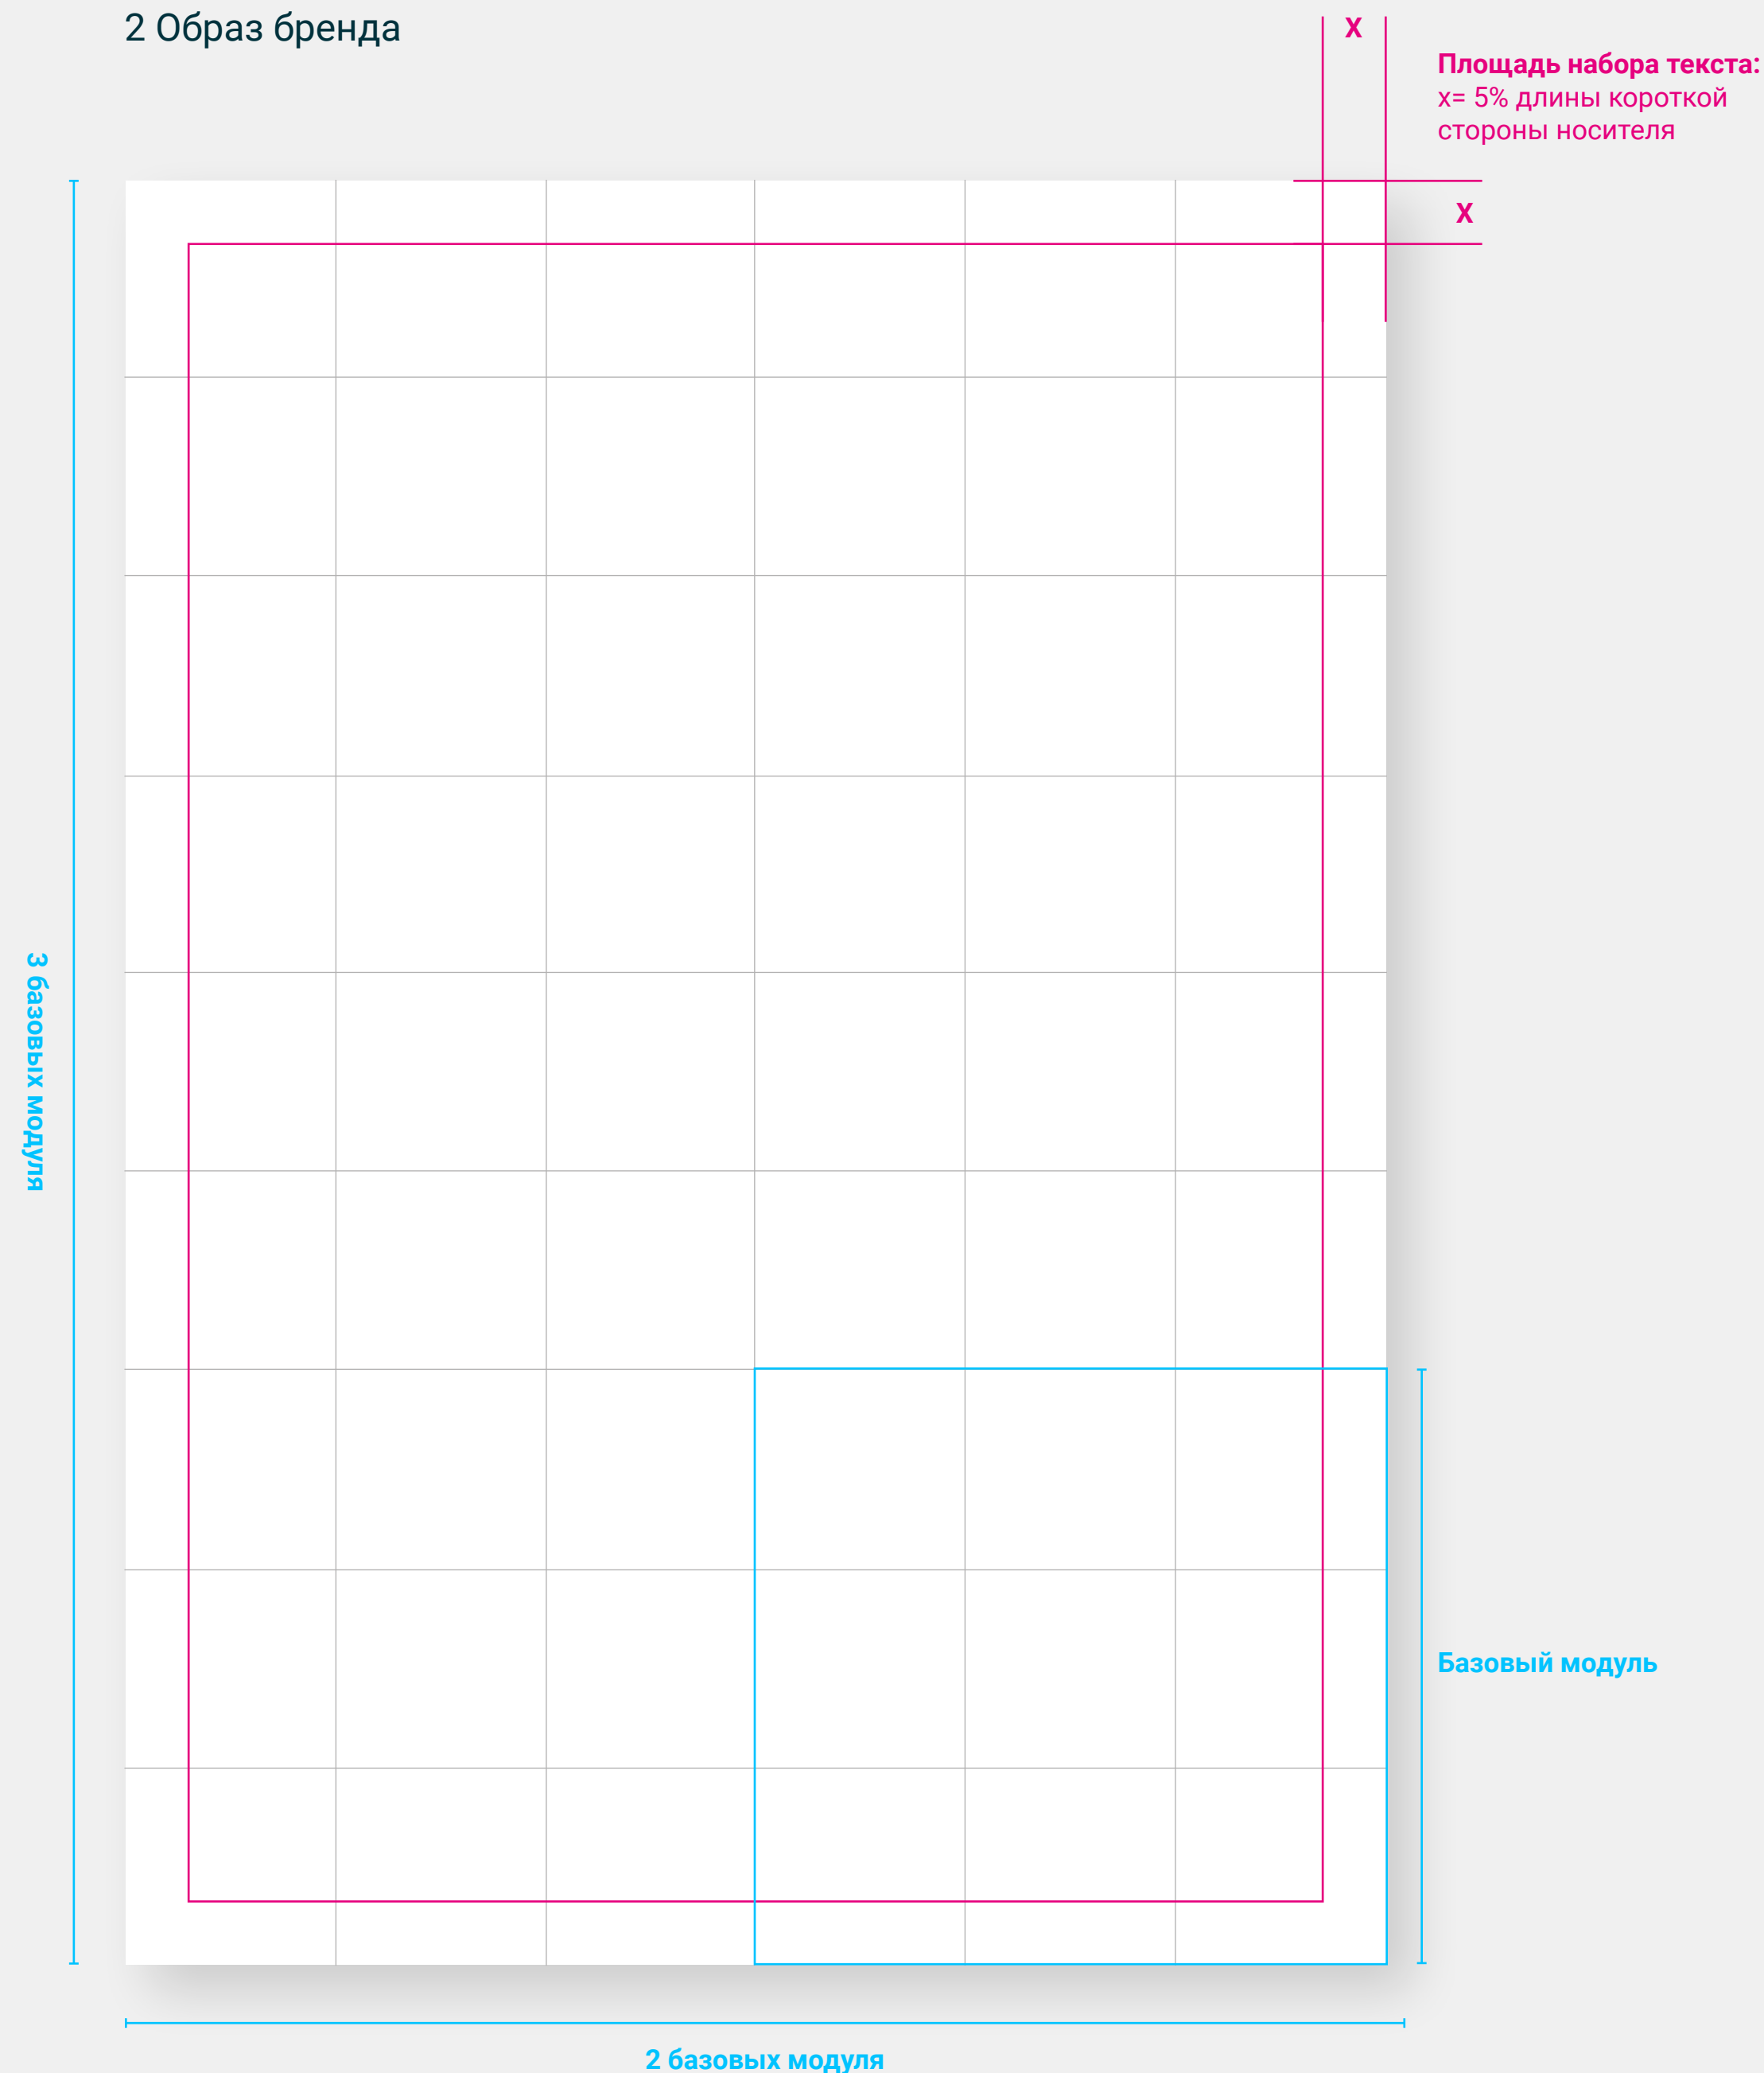 2 Образ бренда
X
Площадь набора текста:
x= 5% длины короткой
стороны носителя
X
3 базовых модуля
Базовый модуль
2 базовых модуля